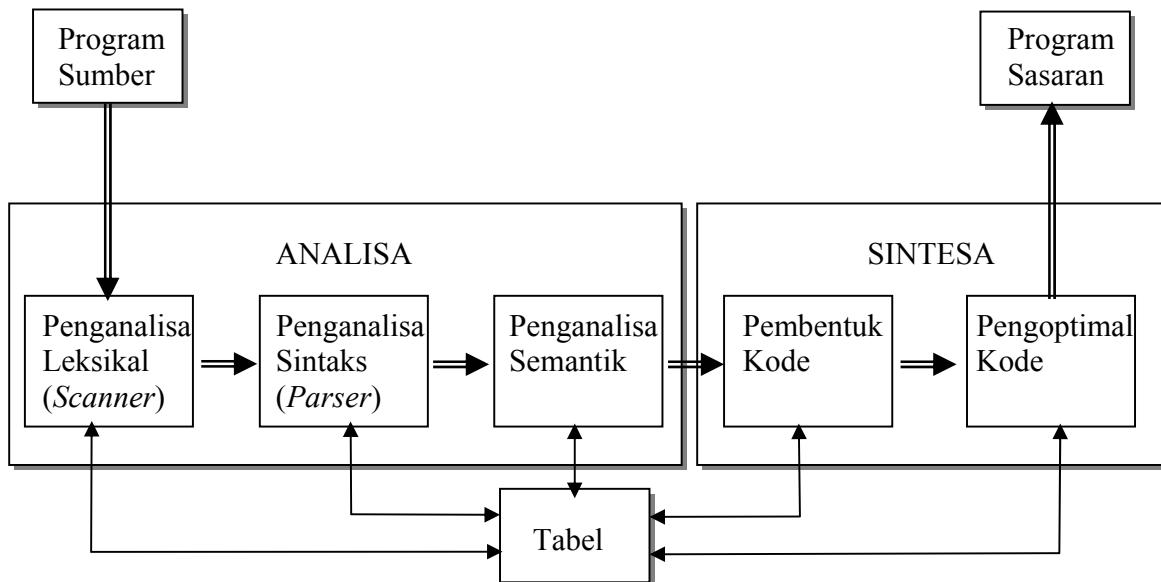 Program
Sumber
Program
Sasaran
ANALISA
SINTESA
Penganalisa
Leksikal
(Scanner)
Penganalisa
Sintaks
(Parser)
Penganalisa
Semantik
Pembentuk
Kode
Pengoptimal
Kode
Tabel